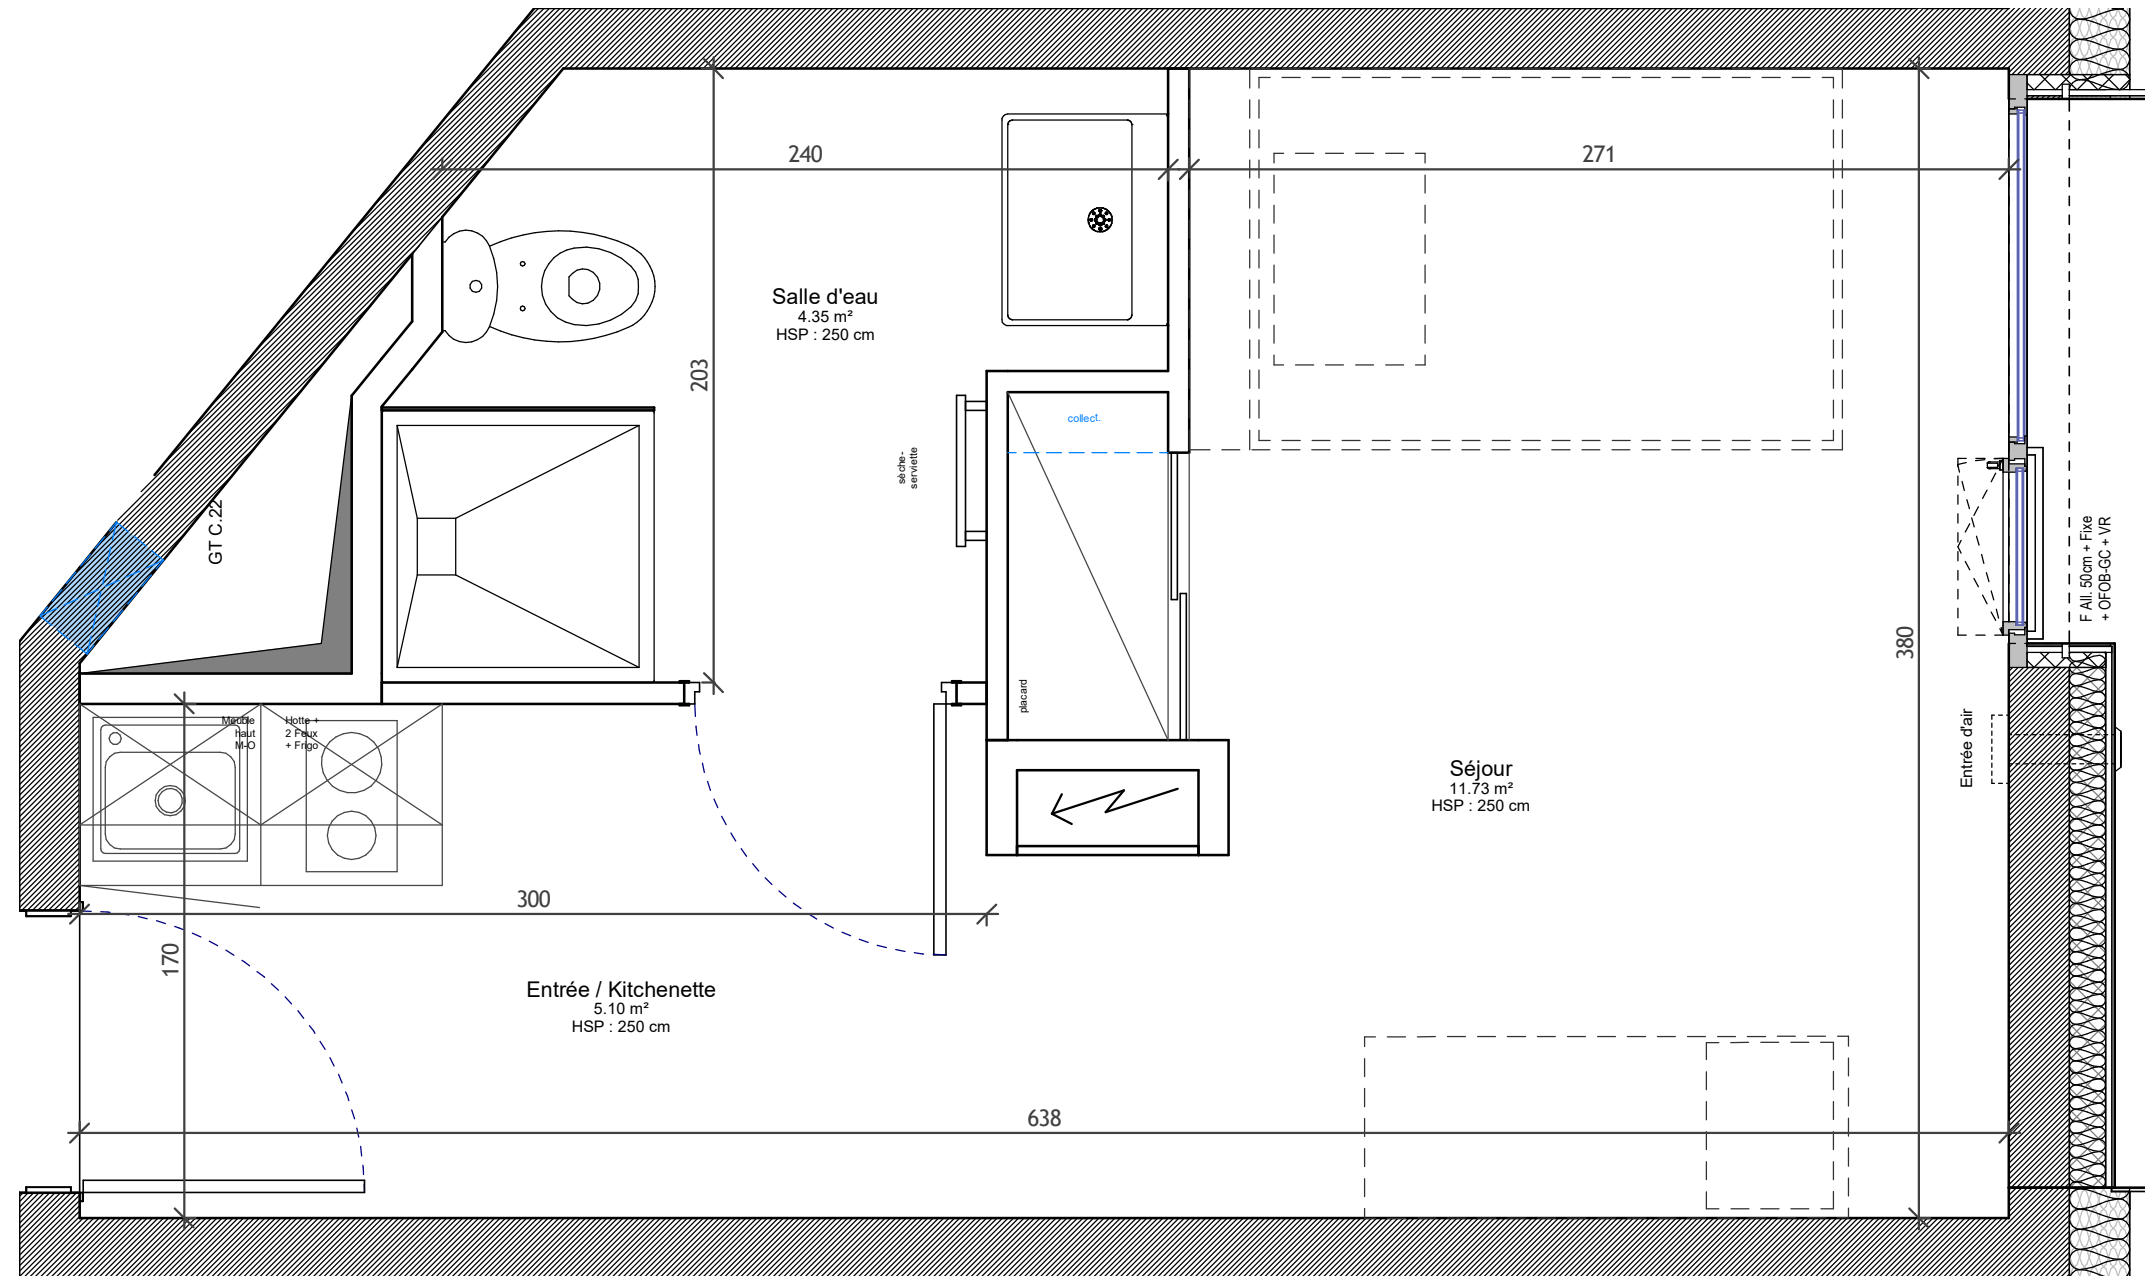 240
271
Salle d'eau
4.35 m²
HSP : 250 cm
203
collect.
sèche-
serviette
GT C.22
F All. 50cm + Fixe
+ OFOB-GC + VR
380
placard
Meuble
haut
M-O
Hotte +
2 Feux
+ Frigo
Entrée d'air
Séjour
11.73 m²
HSP : 250 cm
300
170
Entrée / Kitchenette
5.10 m²
HSP : 250 cm
638